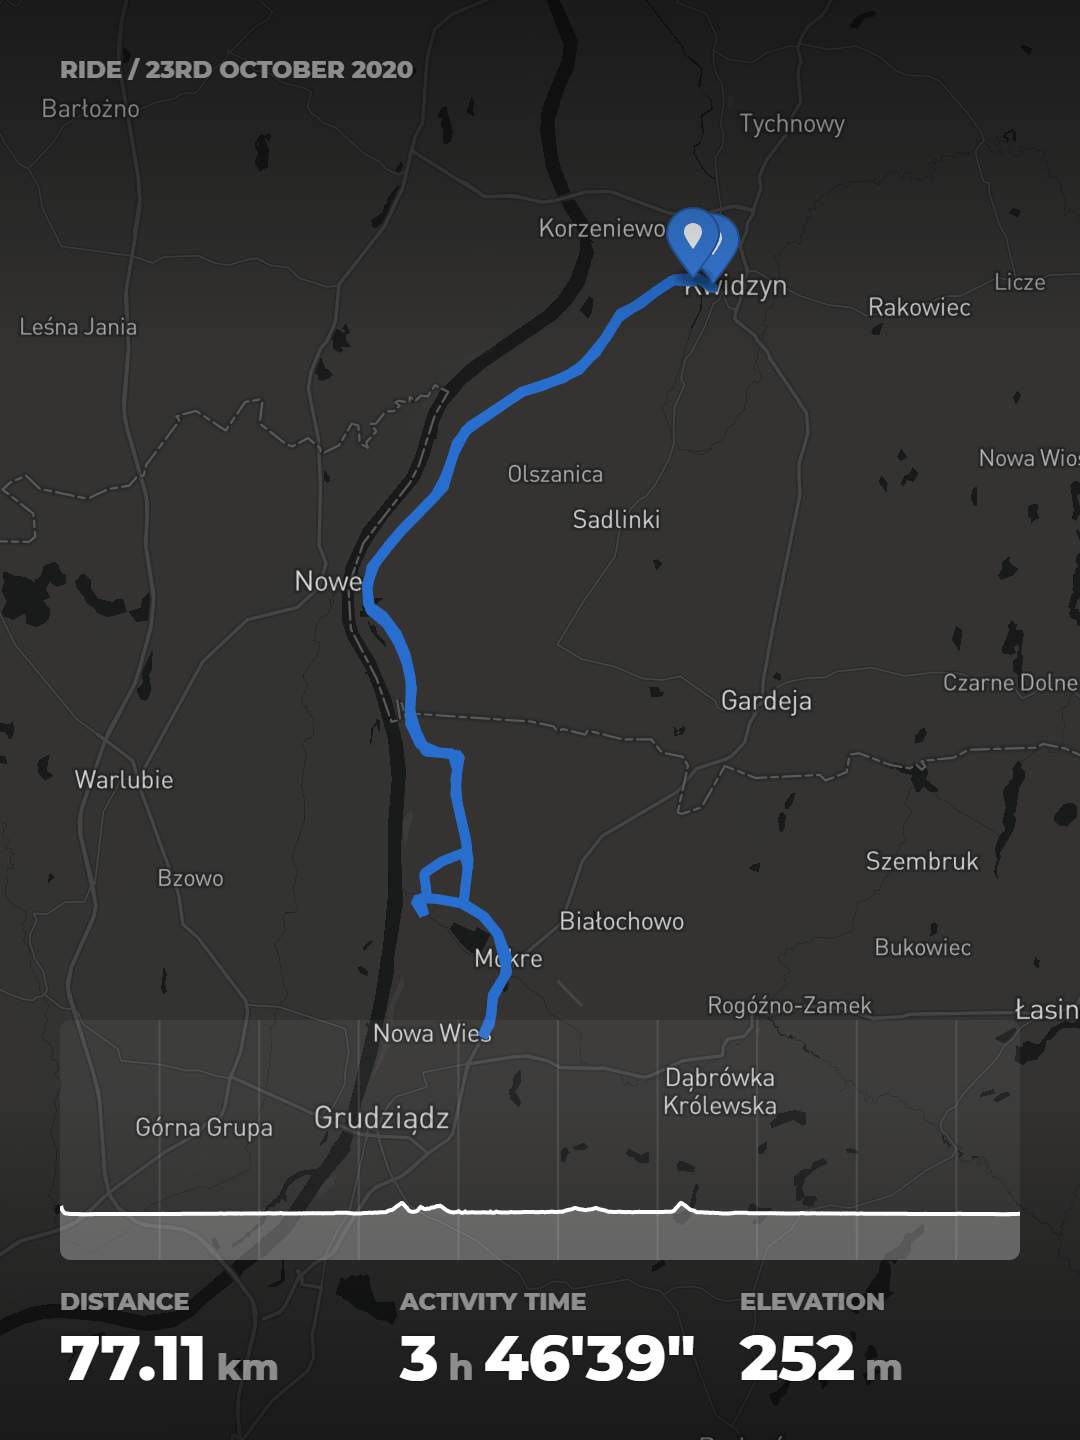 RIDE / 23RD OCTOBER 2020
Barłożno
Tychnowy
Korzeniewo
Kwidzyn
Licze
Rakowiec
Leśna Jania
Nowa Wios
Olszanica
Sadlinki
Nowe
Czarne Dolne
Gardeja
Warlubie
Szembruk
Bzowo
Białochowo
Bukowiec
Mokre
Rogóźno-Zamek
Łasin
Nowa Wieś
Dąbrówka
Królewska
Grudziądz
Górna Grupa
DISTANCE ACTIVITY TIME ELEVATION
77.11 km 3 h 46'39" 252 m